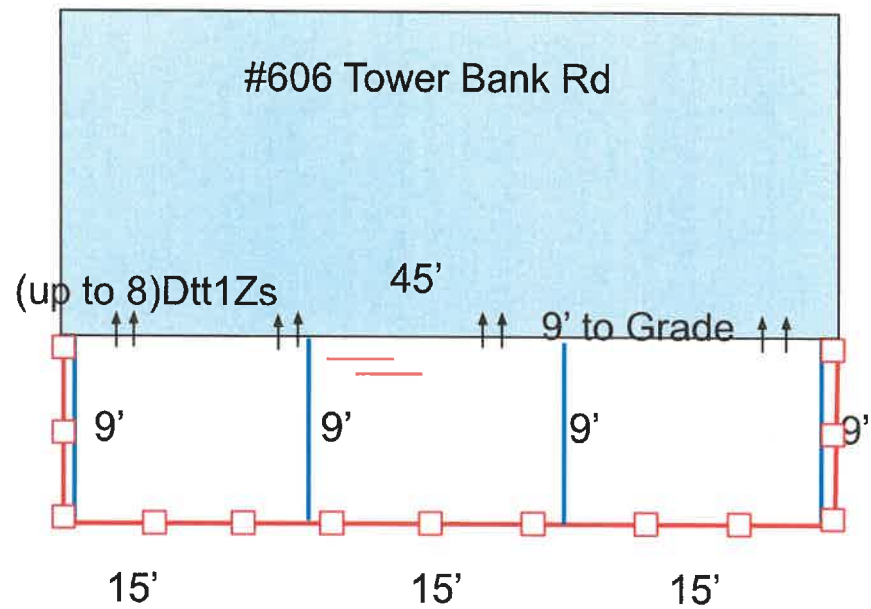 #606 Tower Bank Rd
45’
(up to 8)Dtt1Zs
9’ to Grade
9’ 9’ 9’ 9’
15’ 15’ 15’